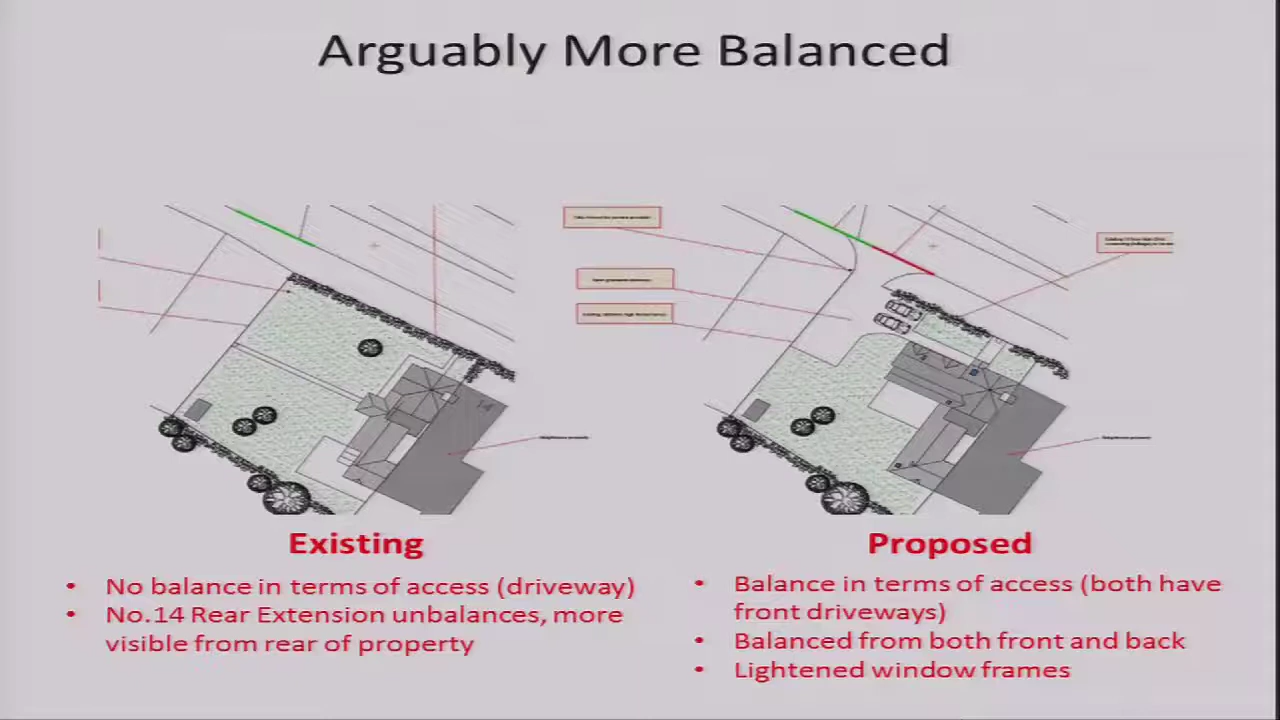 Arguably More Balanced
14
Existing
• No balance in terms of access (driveway)
• No.14 Rear Extension unbalances, more
visible from rear of property
Proposed
• Balance in terms of access (both have
front driveways)
• Balanced from both front and back
• Lightened window frames